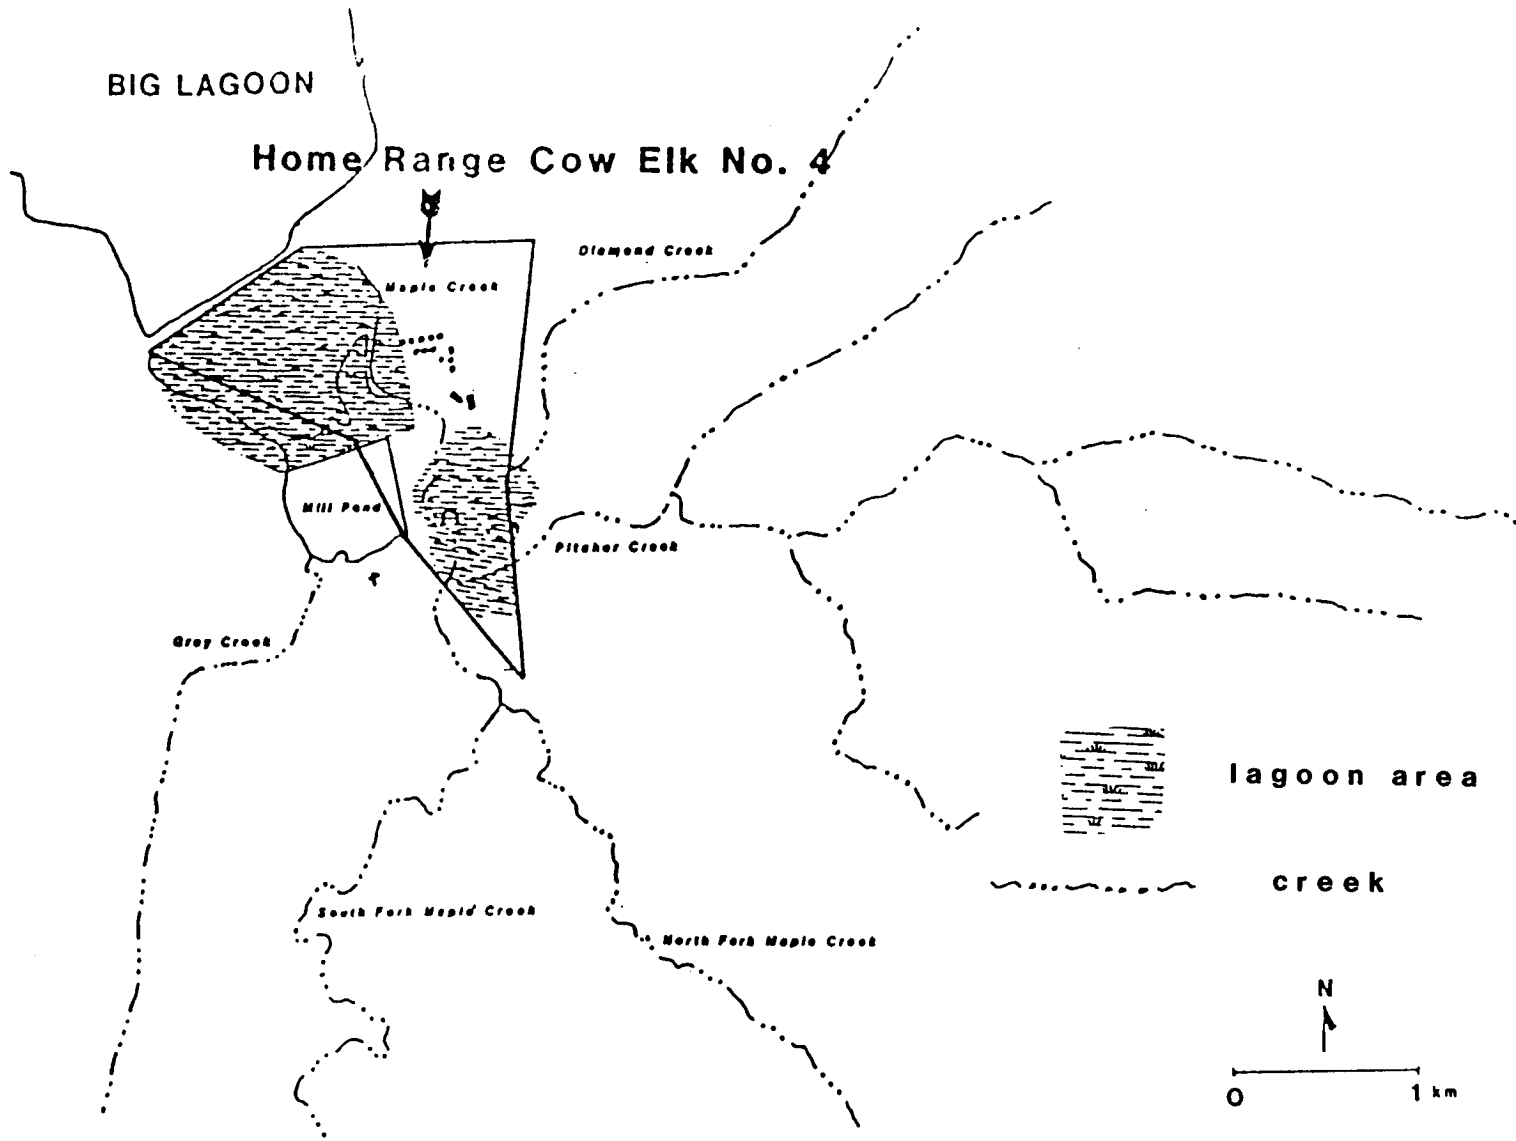 BIG LAGOON
Home Range Cow Elk No. 4
Diamond Creek
Maple Creek
Mill Pond
Pitcher Creek
Gray Creek
lagoon area
creek
South Fork Maple Creek
North Fork Maple Creek
N
0 1 km